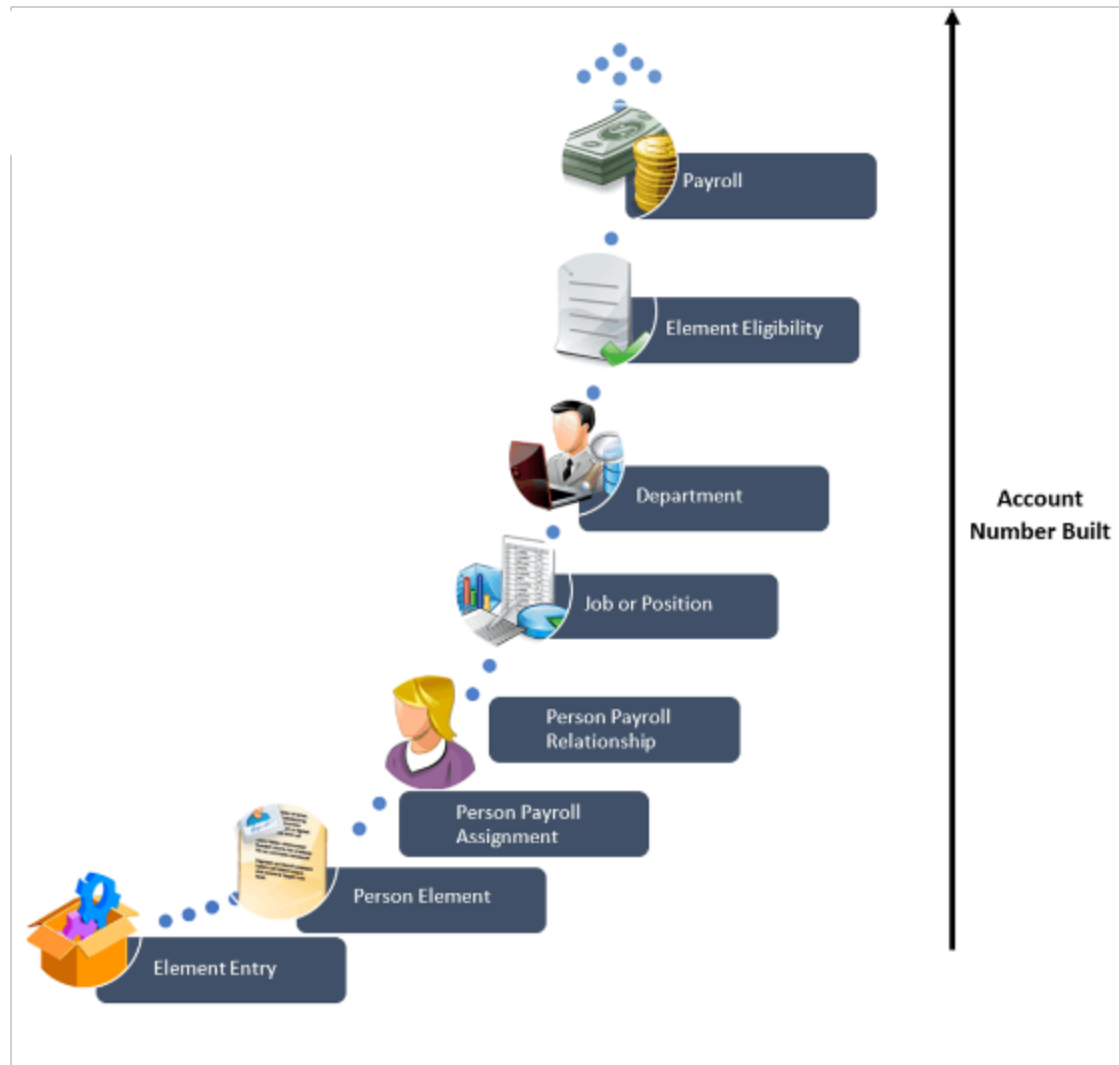 Payroll
Element Eligibility
Department
Account
Number Built
Job or Position
Person Payroll
Relationship
Person Payroll
Assignment
Person Element
Element Entry